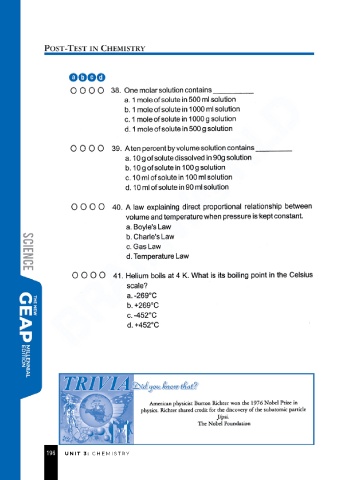 POST-TEST IN CHEMISTRY
a b c d
38. One molar solution contains __________
a. 1 mole of solute in 500 ml solution
b. 1 mole of solute in 1000 ml solution
c. 1 mole of solute in 1000 g solution
d. 1 mole of solute in 500 g solution
39. A ten percent by volume solution contains __________
a. 10 g of solute dissolved in 90g solution
b. 10 g of solute in 100 g solution
c. 10 ml of solute in 100 ml solution
d. 10 ml of solute in 90 ml solution
40. A law explaining direct proportional relationship between
volume and temperature when pressure is kept constant.
a. Boyle's Law
b. Charle's Law
c. Gas Law
d. Temperature Law
41. Helium boils at 4 K. What is its boiling point in the Celsius
scale?
a. -269°C
b. +269°C
c. -452°C
d. +452°C
SCIENCE
THE NEW
GEAP
MILLENNIAL
EDITION
TRIVIA Did you know that?
American physicist Burton Richter won the 1976 Nobel Prize in
physics. Richter shared credit for the discovery of the subatomic particle
J/psi.
The Nobel Foundation
196 UNIT 3: CHEMISTRY